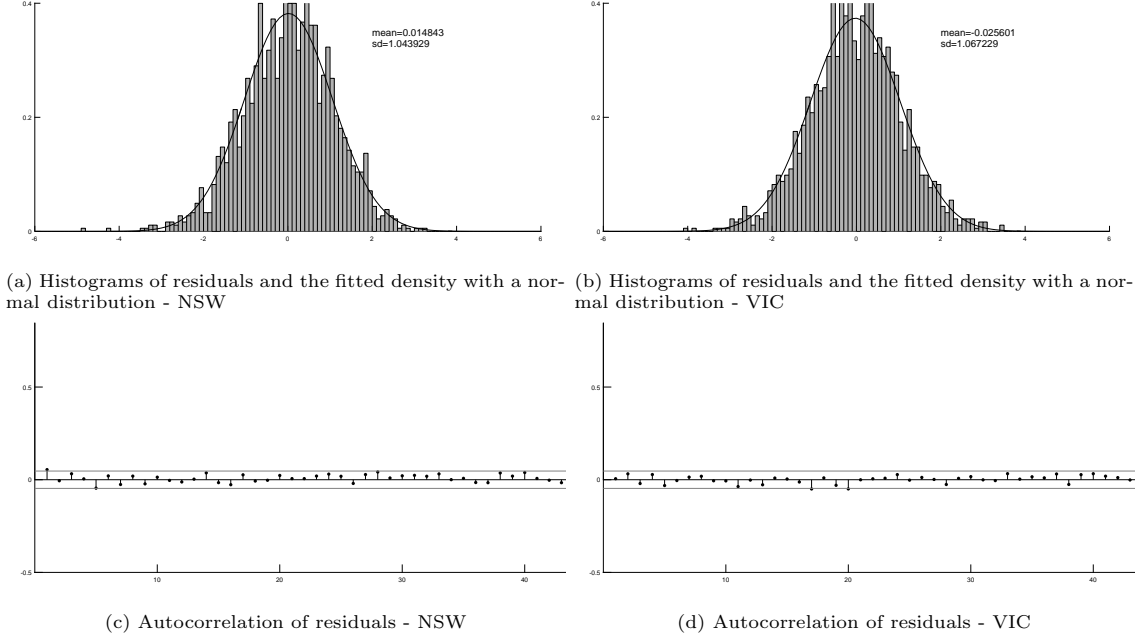 0.4
mean=0.014843
sd=1.043929
0.2
0
-6 -4 -2 0 2 4 6
0.4
mean=-0.025601
sd=1.067229
0.2
0
-6 -4 -2 0 2 4 6
(a) Histograms of residuals and the fitted density with a nor-
mal distribution - NSW
(b) Histograms of residuals and the fitted density with a nor-
mal distribution - VIC
0.5
0
-0.5
10 20 30 40
0.5
0
-0.5
10 20 30 40
(c) Autocorrelation of residuals - NSW
(d) Autocorrelation of residuals - VIC